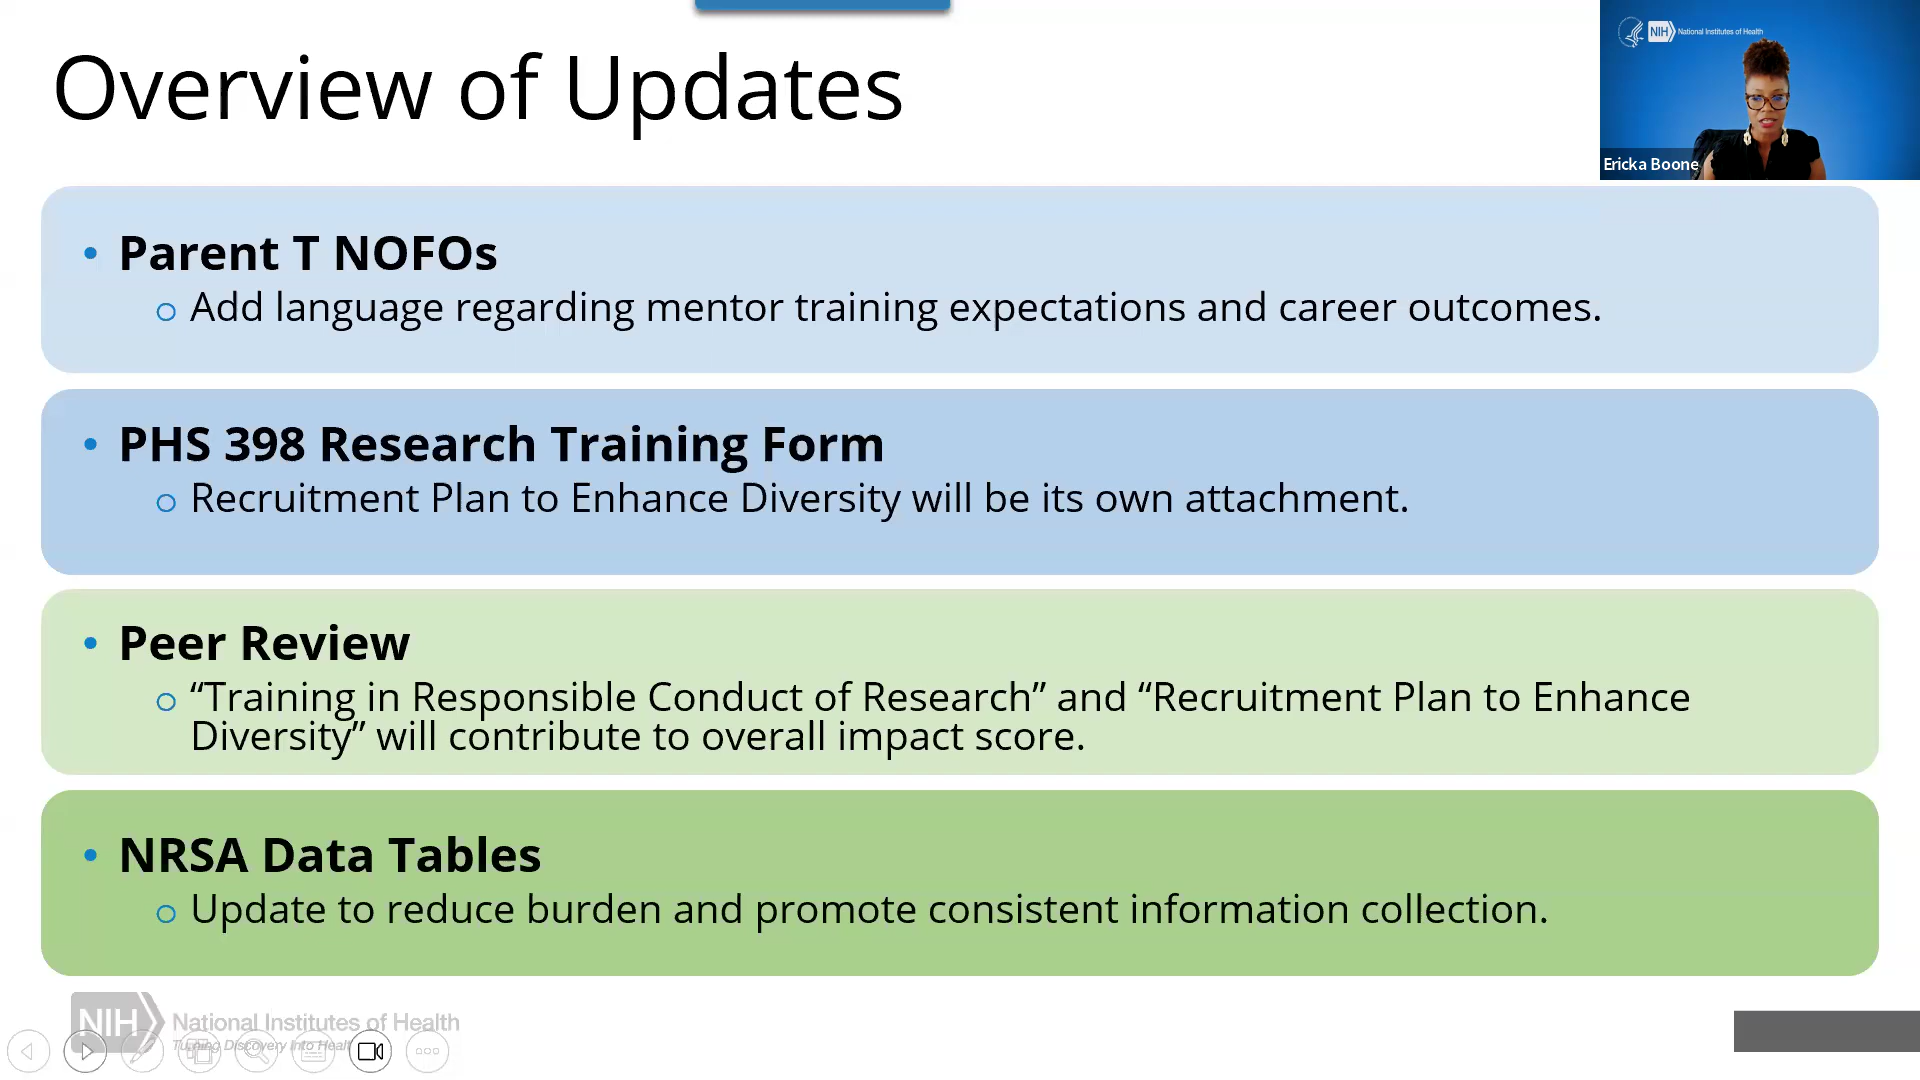 Overview of Updates
NIH National Institutes of Health
Ericka Boone
• Parent T NOFOs
o Add language regarding mentor training expectations and career outcomes.
• PHS 398 Research Training Form
o Recruitment Plan to Enhance Diversity will be its own attachment.
• Peer Review
o “Training in Responsible Conduct of Research” and “Recruitment Plan to Enhance
Diversity” will contribute to overall impact score.
• NRSA Data Tables
o Update to reduce burden and promote consistent information collection.
NIH National Institutes of Health
Turning Discovery Into Healt